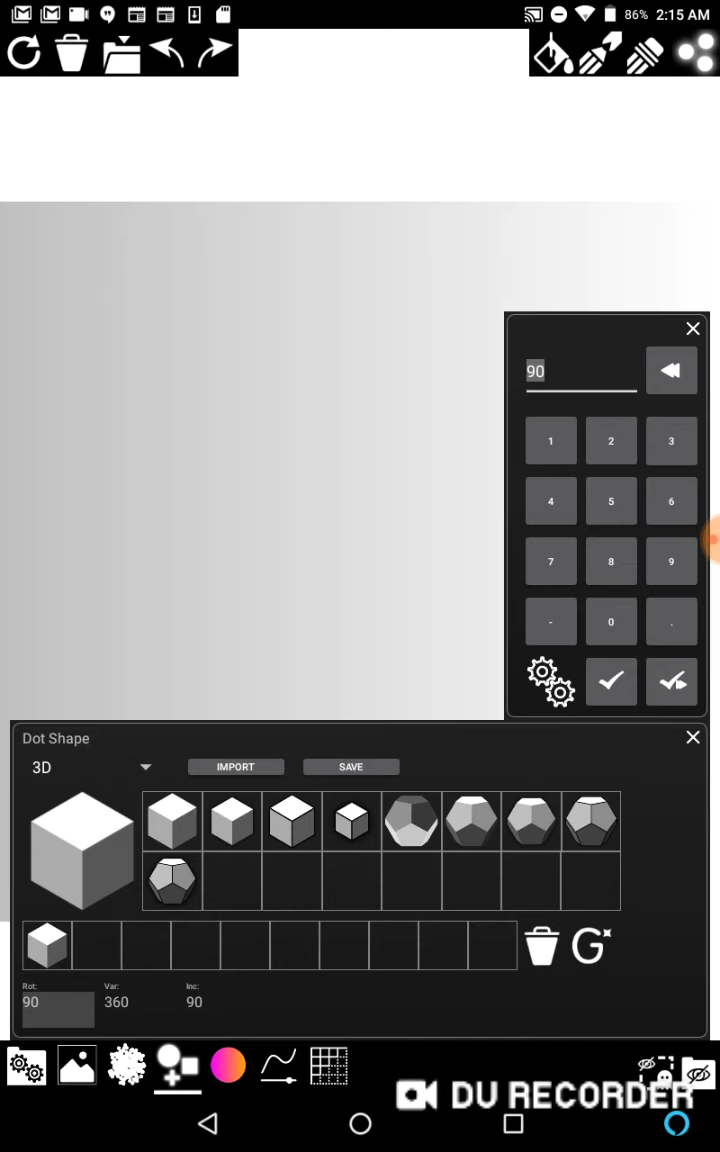 86% 2:15 AM
90
1 2 3
4 5 6
7 8 9
- 0 .
Dot Shape
3D IMPORT SAVE
Rot: Var: Inc:
90 360 90
DU RECORDER